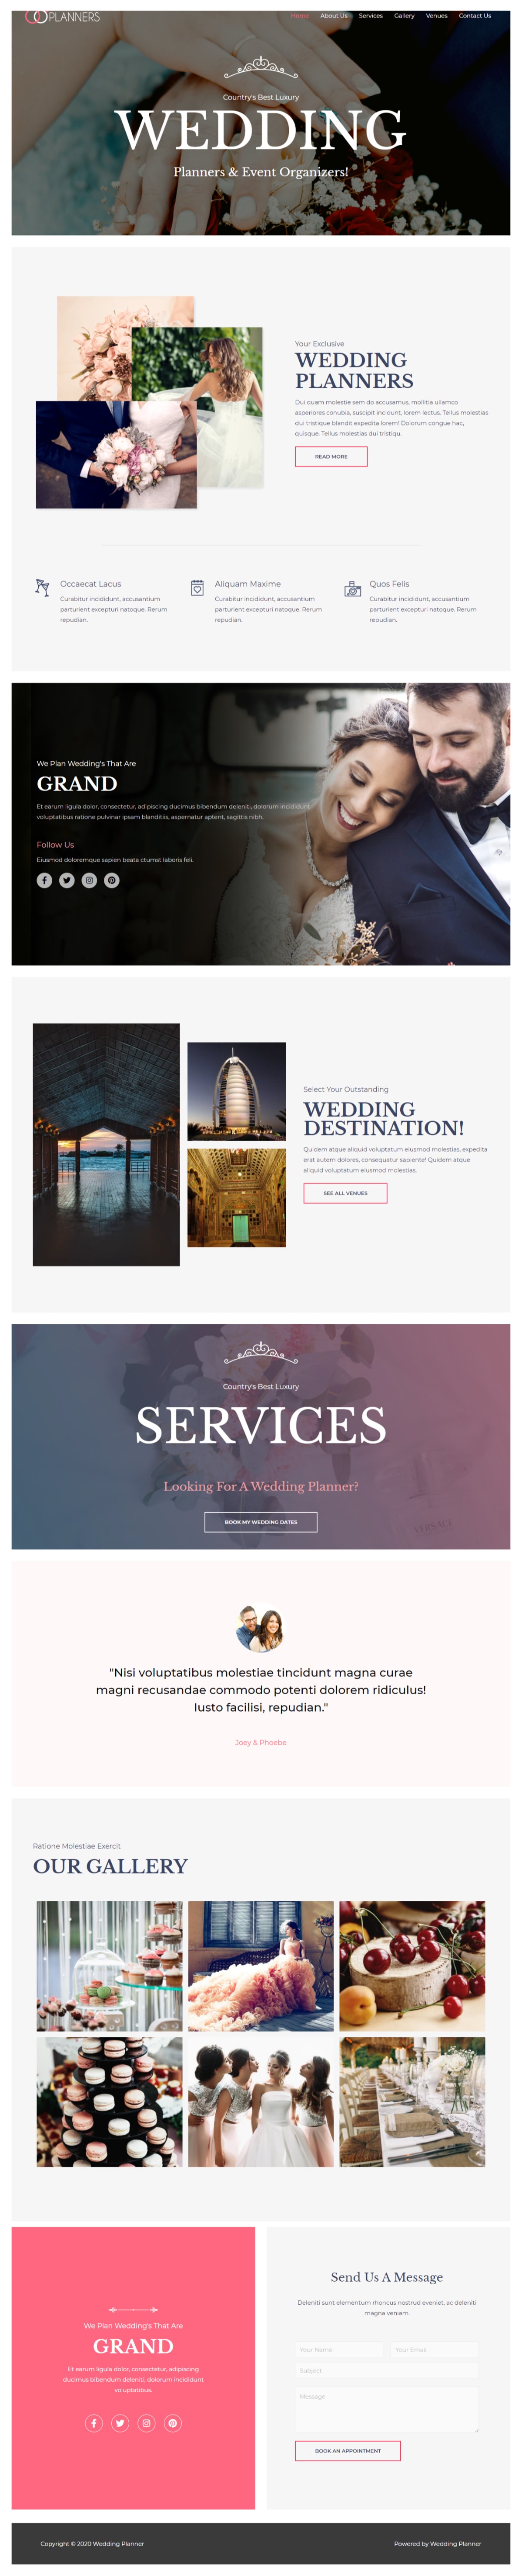 PLANNERS
Home About Us Services Gallery Venues Contact Us
Country's Best Luxury
WEDDING
Planners & Event Organizers!
Your Exclusive
WEDDING
PLANNERS
Dui quam molestie sem do accusamus, mollitia ullamco
asperiores conubia, suscipit incidunt, lorem lectus. Tellus molestias
dui tristique blandit expedita lorem! Dolorum congue hac,
quisque. Tellus molestias dui tristiqu.
READ MORE
Occaecat Lacus
Curabitur incididunt, accusantium
parturient excepturi natoque. Rerum
repudian.
Aliquam Maxime
Curabitur incididunt, accusantium
parturient excepturi natoque. Rerum
repudian.
Quos Felis
Curabitur incididunt, accusantium
parturient excepturi natoque. Rerum
repudian.
We Plan Wedding's That Are
GRAND
Et earum ligula dolor, consectetur, adipiscing ducimus bibendum deleniti, dolorum incididunt
voluptatibus ratione pulvinar ipsam blanditiis, aspernatur aptent, sagittis nibh.
Follow Us
Eiusmod doloremque sapien beata ctumst laboris feli.
Select Your Outstanding
WEDDING
DESTINATION!
Quidem atque aliquid voluptatum eiusmod molestias, expedita
erat autem dolores, consequatur sapiente! Quidem atque
aliquid voluptatum eiusmod molestias.
SEE ALL VENUES
Country's Best Luxury
SERVICES
Looking For A Wedding Planner?
BOOK MY WEDDING DATES
VERSACE
"Nisi voluptatibus molestiae tincidunt magna curae
magni recusandae commodo potenti dolorem ridiculus!
Iusto facilisi, repudian."
Joey & Phoebe
Ratione Molestiae Exercit
OUR GALLERY
We Plan Wedding's That Are
GRAND
Et earum ligula dolor, consectetur, adipiscing
ducimus bibendum deleniti, dolorum incididunt
voluptatibus.
Send Us A Message
Deleniti sunt elementum rhoncus nostrud eveniet, ac deleniti
magna veniam.
Your Name Your Email
Subject
Message
BOOK AN APPOINTMENT
Copyright © 2020 Wedding Planner
Powered by Wedding Planner